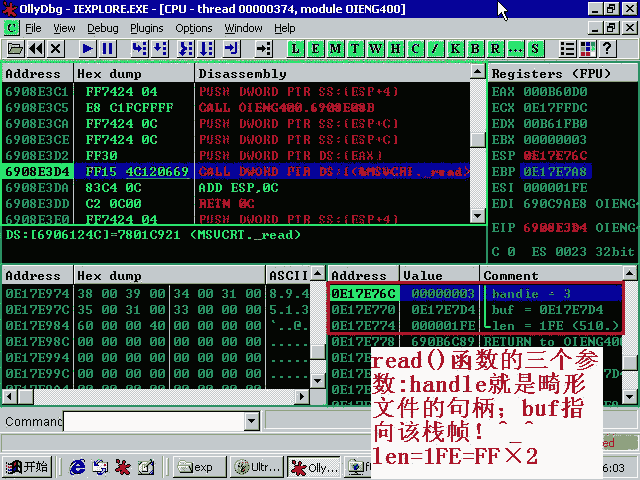 OllyDbg - IEXPLORE.EXE - [CPU - thread 00000374, module OIENG400]
C File View Debug Plugins Options Window Help
L E M T W H C / K B R ... S ?
Address Hex dump Disassembly Registers (FPU)
6908E3C1 FF7424 04 PUSH DWORD PTR SS:[ESP+4] EAX 000B60D0
6908E3C5 E8 C1FCFFFF CALL OIENG400.6908E08B ECX 0E17FFDC
6908E3CA FF7424 0C PUSH DWORD PTR SS:[ESP+C] EDX 00B61FB0
6908E3CE FF7424 0C PUSH DWORD PTR SS:[ESP+C] EBX 00000003
6908E3D2 FF30 PUSH DWORD PTR DS:[EAX] ESP 0E17E76C
6908E3D4 FF15 4C120669 CALL DWORD PTR DS:[<&MSVCRT._read>] EBP 0E17E7A8
6908E3DA 83C4 0C ADD ESP,0C ESI 000001FE
6908E3DD C2 0C00 RETN 0C EDI 690C9AE8 OIENG4
6908E3E0 FF7424 04 PUSH DWORD PTR SS:[ESP+4] EIP 6908E3D4 OIENG4
DS:[6906124C]=7801C921 (MSVCRT._read)
C 0 ES 0023 32bit
Address Hex dump ASCII Address Value Comment
0E17E974 38 00 39 00 34 00 31 00 8.9.4 0E17E76C 00000003 handle = 3
0E17E97C 35 00 31 00 33 00 00 00 5.1.3 0E17E770 0E17E7D4 buf = 0E17E7D4
0E17E984 60 00 00 40 00 00 00 00 `..@. 0E17E774 000001FE len = 1FE (510.)
0E17E778 690B6C89 RETURN to OIENG400
read()函数的三个参
数:handle就是畸形
文件的句柄；buf指
向该栈帧！^_^
len=1FE=FF×2
Command
开始 exp Ultr... Olly... 6:03